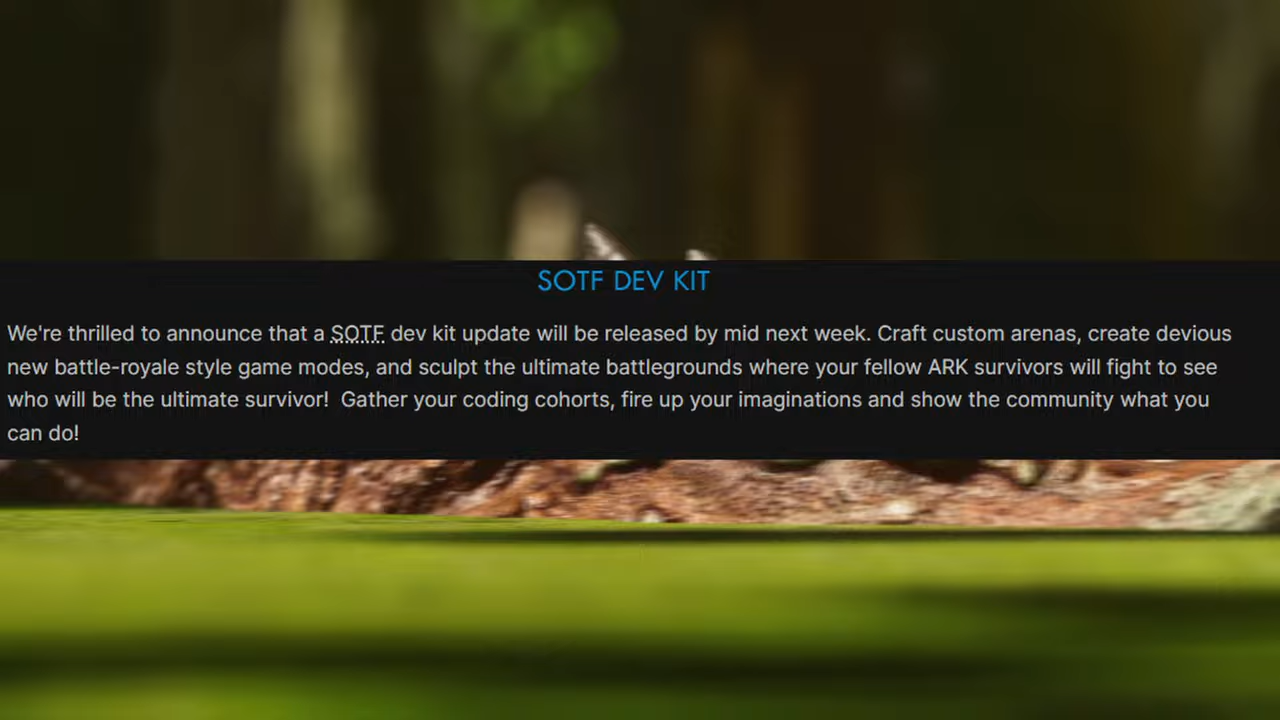 SOTF DEV KIT
We're thrilled to announce that a SOTF dev kit update will be released by mid next week. Craft custom arenas, create devious
new battle-royale style game modes, and sculpt the ultimate battlegrounds where your fellow ARK survivors will fight to see
who will be the ultimate survivor!  Gather your coding cohorts, fire up your imaginations and show the community what you
can do!